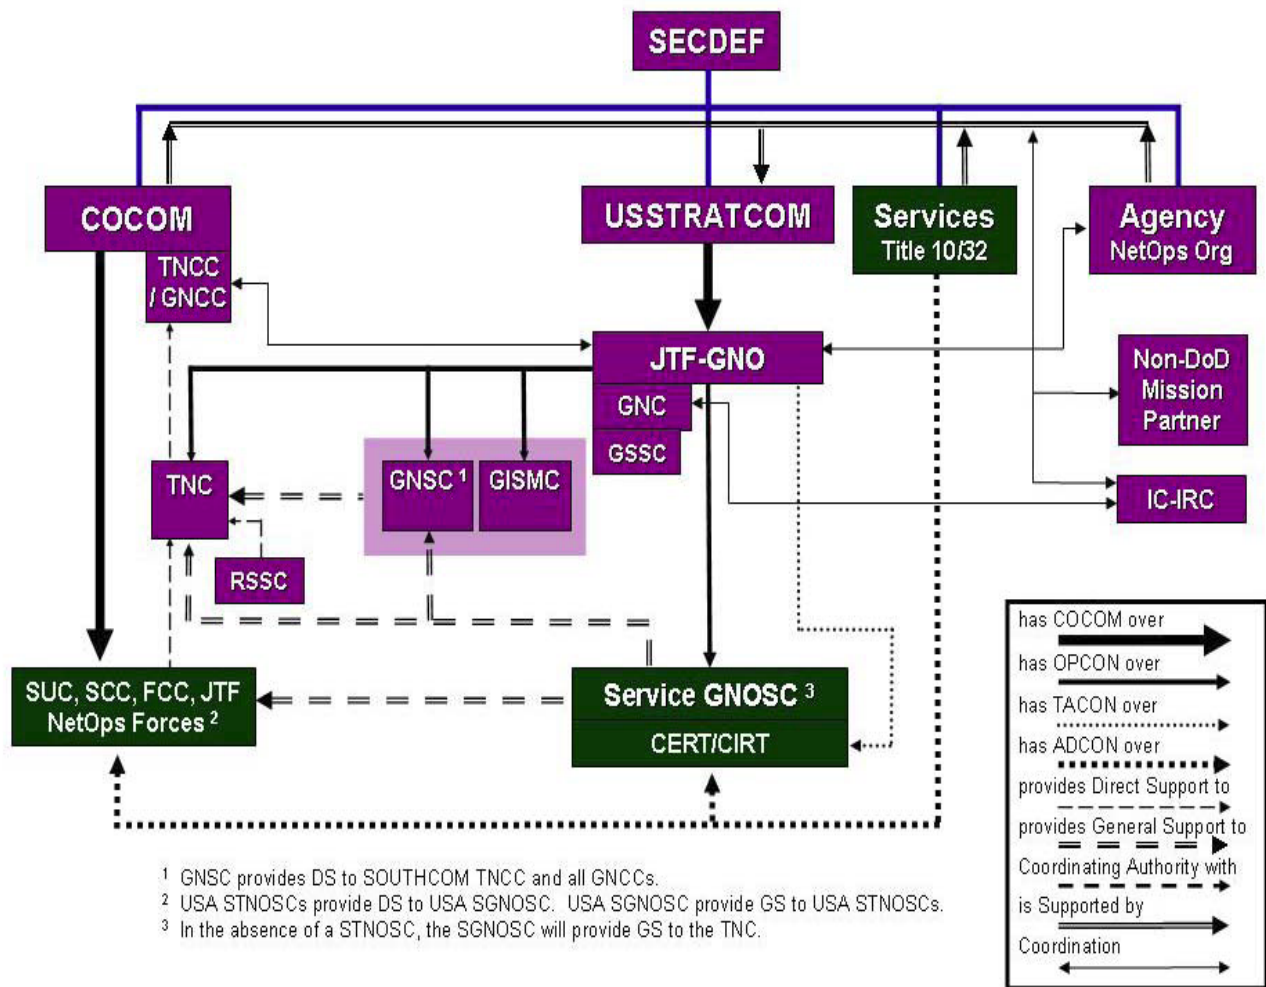 SECDEF
COCOM
USSTRATCOM
Services
Title 10/32
Agency
NetOps Org
TNCC
/ GNCC
JTF-GNO
GNC
GSSC
Non-DoD
Mission
Partner
TNC
GNSC 1
GISMC
IC-IRC
RSSC
SUC, SCC, FCC, JTF
NetOps Forces 2
Service GNOSC 3
CERT/CIRT
has COCOM over
has OPCON over
has TACON over
has ADCON over
provides Direct Support to
provides General Support to
Coordinating Authority with
is Supported by
Coordination
1 GNSC provides DS to SOUTHCOM TNCC and all GNCCs.
2 USA STNOSCs provide DS to USA SGNOSC. USA SGNOSC provide GS to USA STNOSCs.
3 In the absence of a STNOSC, the SGNOSC will provide GS to the TNC.